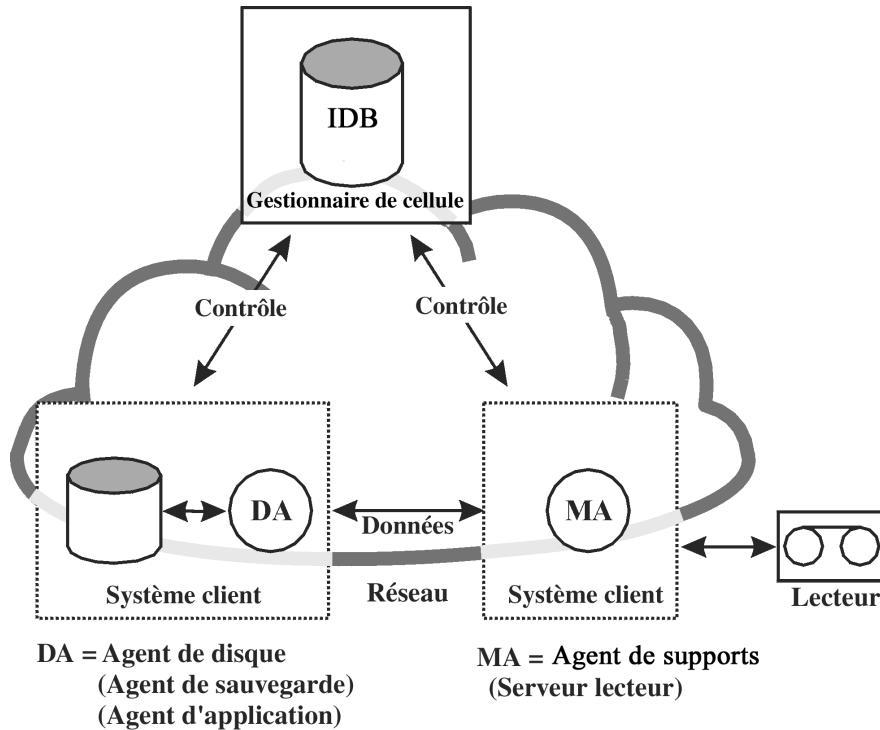 IDB
Gestionnaire de cellule
Contrôle
Contrôle
DA
Données
MA
Système client
Réseau
Système client
Lecteur
DA = Agent de disque
(Agent de sauvegarde)
(Agent d'application)
MA = Agent de supports
(Serveur lecteur)